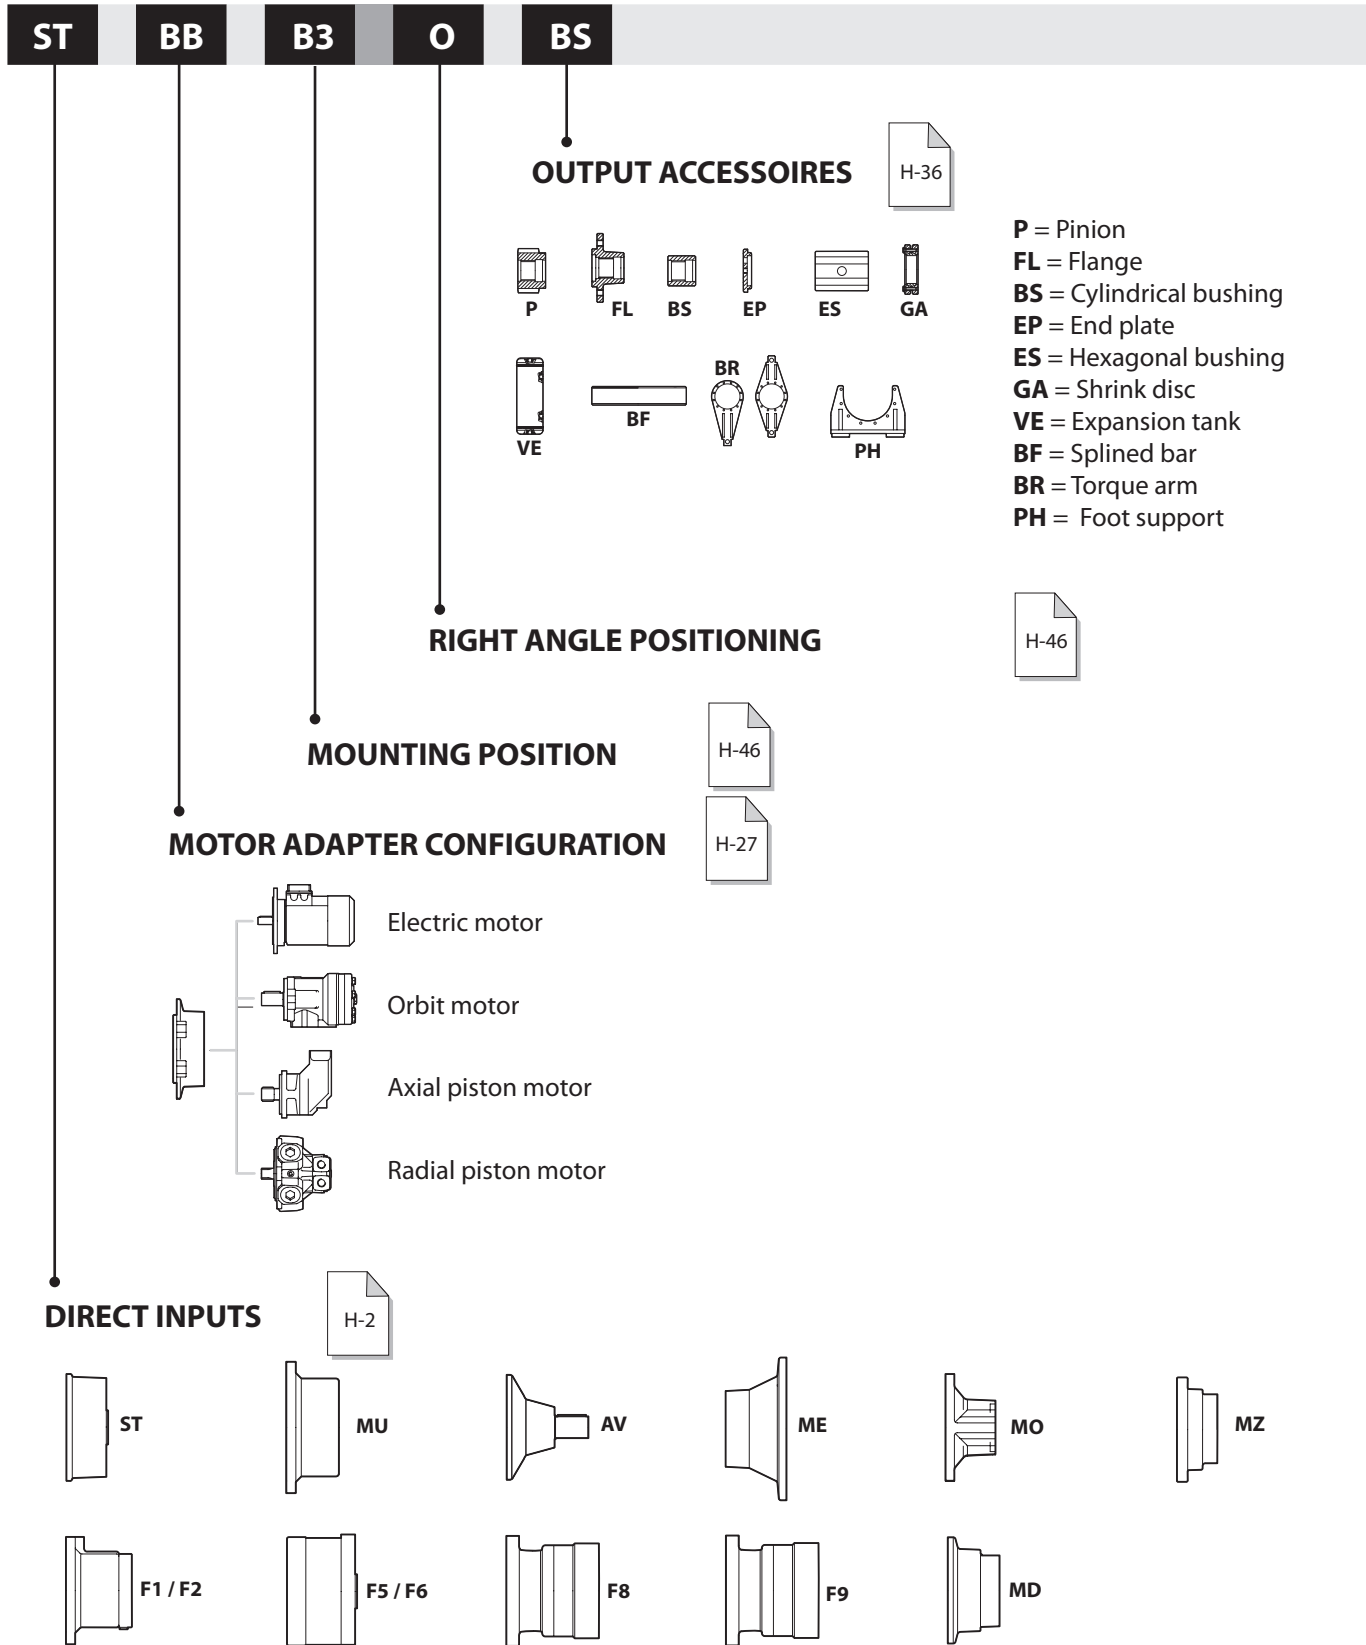 ST BB B3 O BS
OUTPUT ACCESSOIRES
H-36
P = Pinion
FL = Flange
BS = Cylindrical bushing
EP = End plate
ES = Hexagonal bushing
GA = Shrink disc
VE = Expansion tank
BF = Splined bar
BR = Torque arm
PH = Foot support
P FL BS EP ES GA
BR
VE BF PH
RIGHT ANGLE POSITIONING
H-46
MOUNTING POSITION
H-46
MOTOR ADAPTER CONFIGURATION
H-27
Electric motor
Orbit motor
Axial piston motor
Radial piston motor
DIRECT INPUTS
H-2
ST MU AV ME MO MZ
F1 / F2 F5 / F6 F8 F9 MD